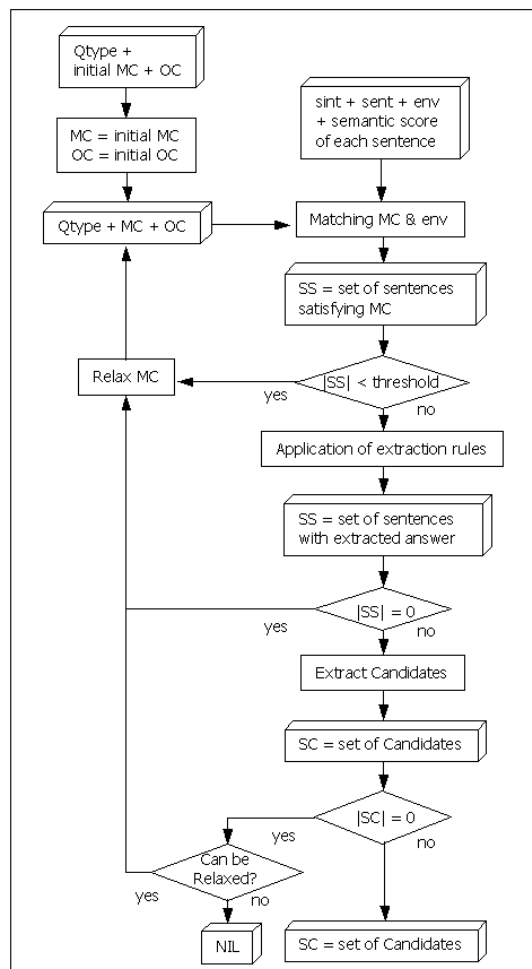 Qtype +
initial MC + OC
MC = initial MC
OC = initial OC
Qtype + MC + OC
sint + sent + env
+ semantic score
of each sentence
Matching MC & env
SS = set of sentences
satisfying MC
Relax MC
|SS| < threshold
yes
no
Application of extraction rules
SS = set of sentences
with extracted answer
|SS| = 0
yes
no
Extract Candidates
SC = set of Candidates
|SC| = 0
yes
no
Can be
Relaxed?
yes
no
NIL
SC = set of Candidates